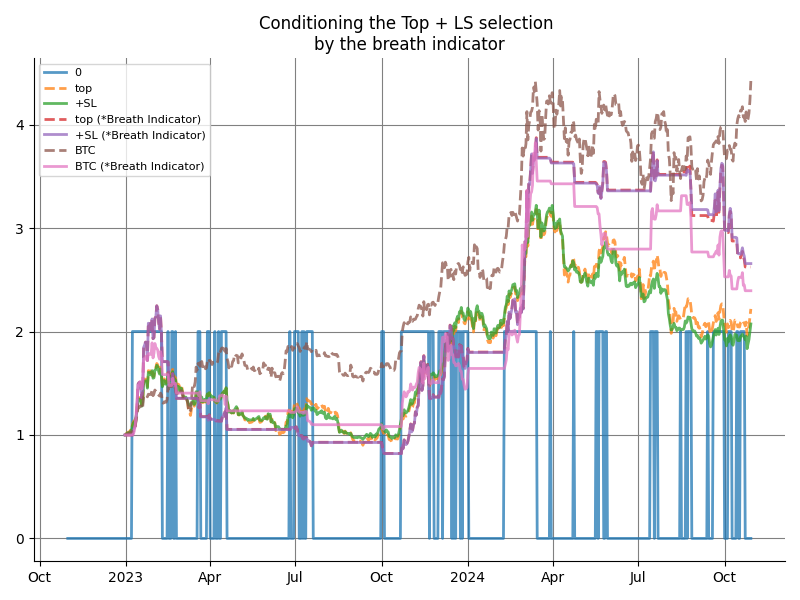 Conditioning the Top + LS selection
by the breath indicator
0
top
+SL
top (*Breath Indicator)
+SL (*Breath Indicator)
BTC
BTC (*Breath Indicator)
4
3
2
1
0
Oct
2023
Apr
Jul
Oct
2024
Apr
Jul
Oct